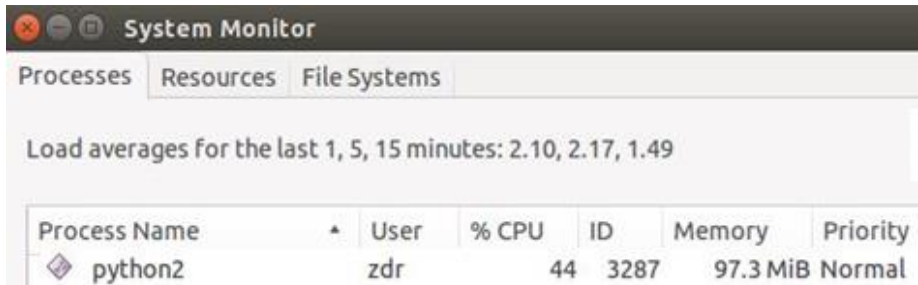 System Monitor
Processes Resources File Systems
Load averages for the last 1, 5, 15 minutes: 2.10, 2.17, 1.49
Process Name User % CPU ID Memory Priority
python2 zdr 44 3287 97.3 MiB Normal